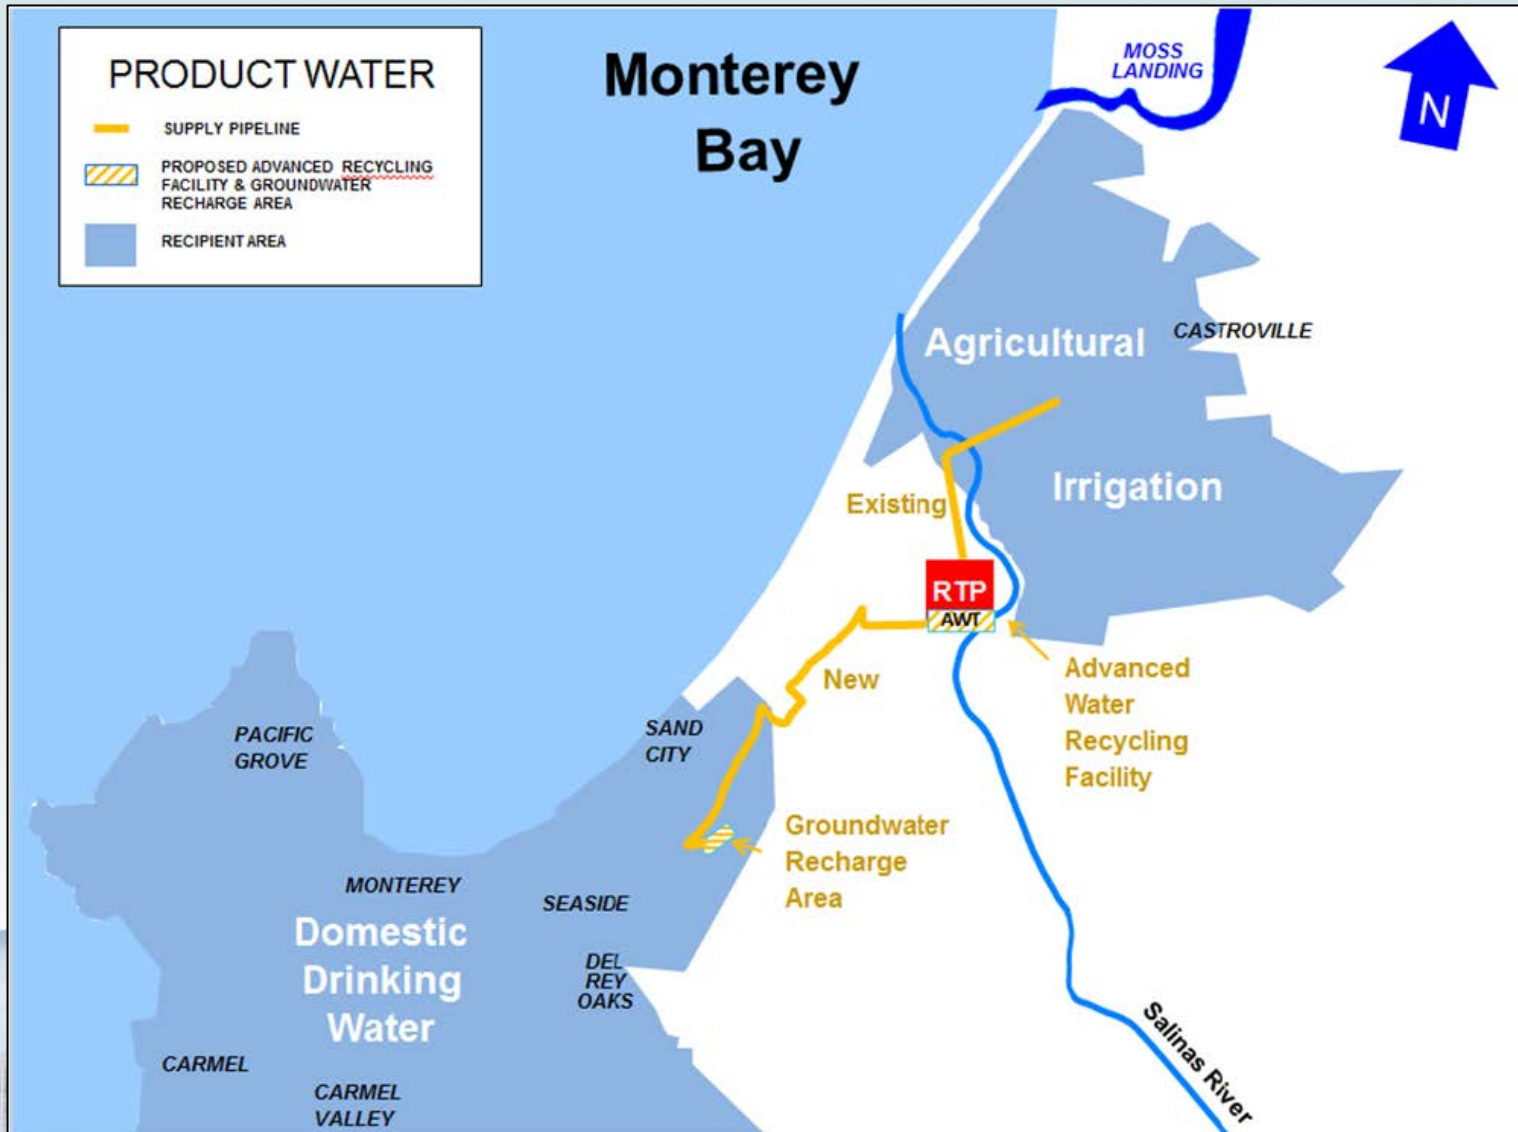 PRODUCT WATER
SUPPLY PIPELINE
PROPOSED ADVANCED RECYCLING
FACILITY & GROUNDWATER
RECHARGE AREA
RECIPIENT AREA
Monterey
Bay
MOSS
LANDING
N
Agricultural
CASTROVILLE
Irrigation
Existing
RTP
AWT
New
Advanced
Water
Recycling
Facility
SAND
CITY
PACIFIC
GROVE
Groundwater
Recharge
Area
MONTEREY
SEASIDE
Domestic
Drinking
Water
DEL
REY
OAKS
CARMEL
CARMEL
VALLEY
Salinas River